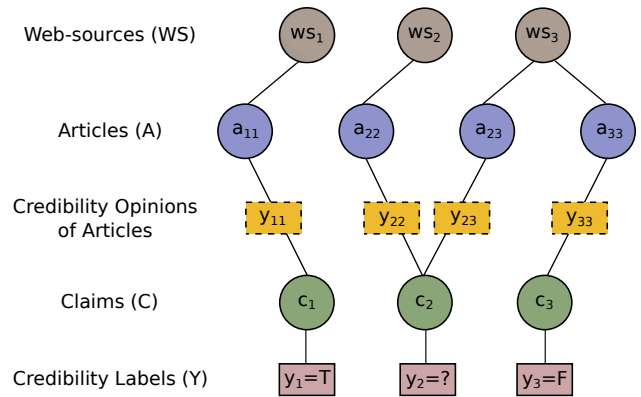 Web-sources (WS) ws₁ ws₂ ws₃
Articles (A) a₁₁ a₂₂ a₂₃ a₃₃
Credibility Opinions
of Articles
y₁₁ y₂₂ y₂₃ y₃₃
Claims (C) c₁ c₂ c₃
Credibility Labels (Y) y₁=T y₂=? y₃=F